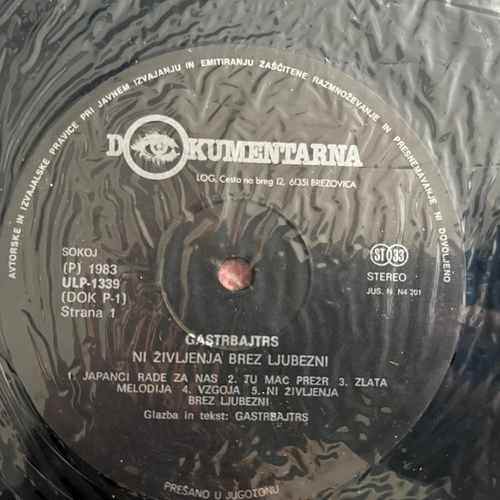 AVTORSKE IN IZVAJALSKE PRAVICE PRI JAVNEM IZVAJANJU IN EMITIRANJU ZAŠČITENE RAZMNOŽEVANJE IN PRESNEMAVANJE NI DOVOLJENO
DOKUMENTARNA
LOG, Cesta na breg 12, 61351 BREZOVICA
SOKOJ
(P) 1983
ULP-1339
(DOK P-1)
Strana 1
ST 33
STEREO
JUS. N. N4 201
GASTRBAJTRS
NI ŽIVLJENJA BREZ LJUBEZNI
1. JAPANCI RADE ZA NAS 2. TU MAC PREZR 3. ZLATA
MELODIJA 4. VZGOJA 5. NI ŽIVLJENJA
BREZ LJUBEZNI
Glazba in tekst: GASTRBAJTRS
PREŠANO U JUGOTONU